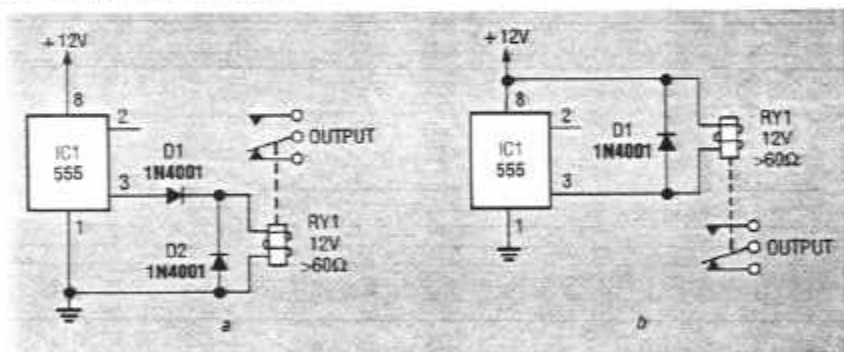 +12V
8
2
IC1
555
3
1
D1
1N4001
D2
1N4001
OUTPUT
RY1
12V
>60Ω
a
+12V
8
2
IC1
555
3
1
D1
1N4001
RY1
12V
>60Ω
OUTPUT
b